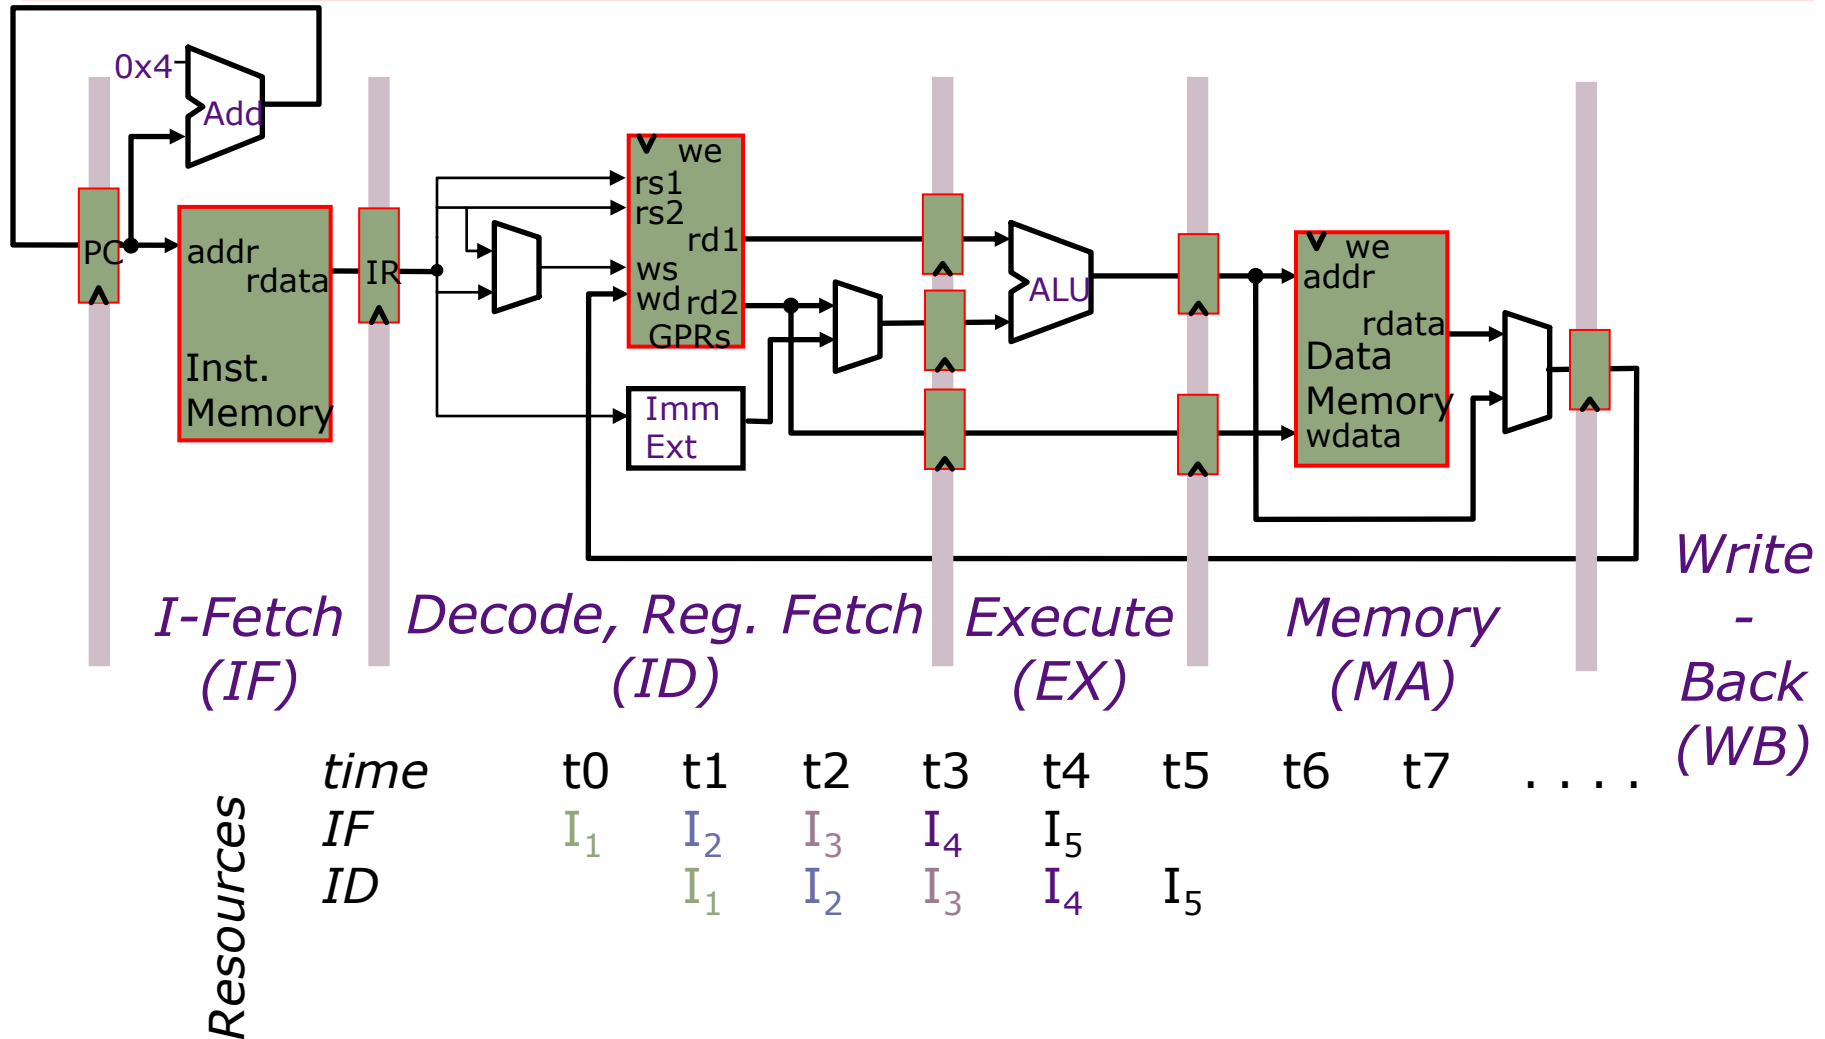 0x4
Add
PC
addr
rdata
Inst.
Memory
IR
we
rs1
rs2
rd1
ws
wd rd2
GPRs
Imm
Ext
ALU
we
addr
rdata
Data
Memory
wdata
I-Fetch
(IF)
Decode, Reg. Fetch
(ID)
Execute
(EX)
Memory
(MA)
Write
-
Back
(WB)
time t0 t1 t2 t3 t4 t5 t6 t7 . . . .
IF I1 I2 I3 I4 I5
ID I1 I2 I3 I4 I5
Resources